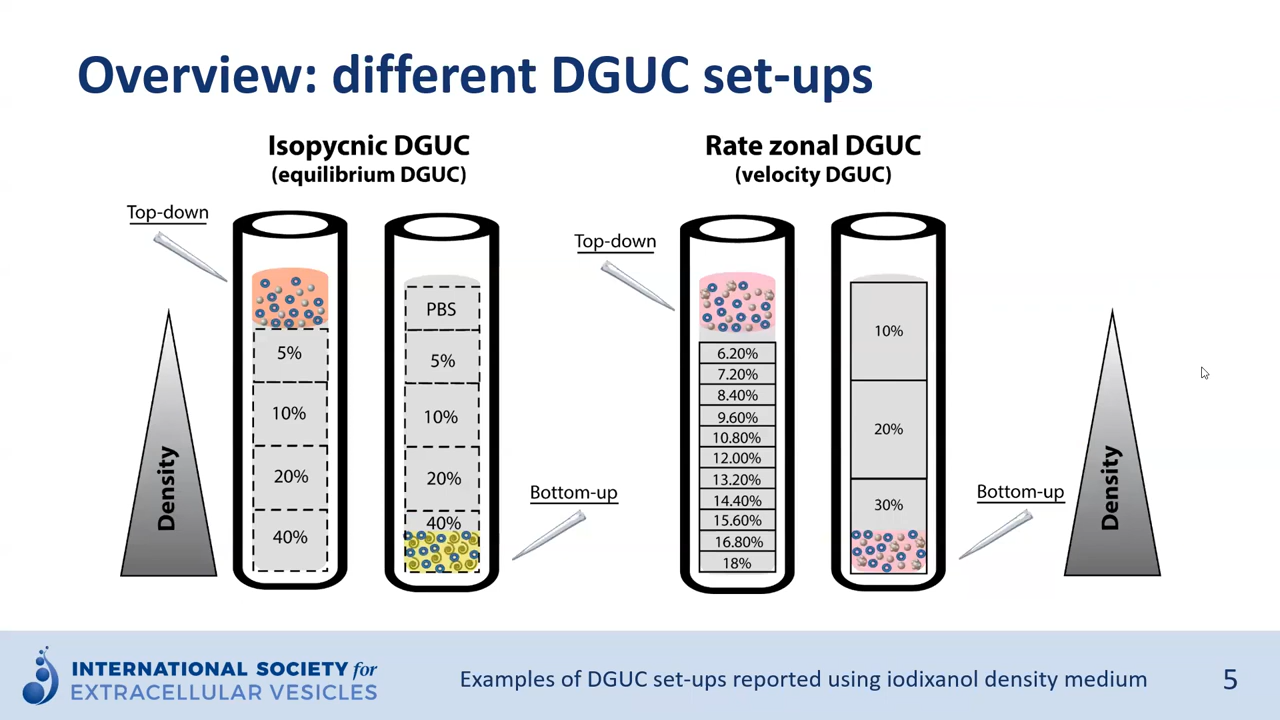 Overview: different DGUC set-ups
Isopycnic DGUC
(equilibrium DGUC)
Top-down
5%
10%
20%
40%
PBS
5%
10%
20%
40%
Bottom-up
Density
Rate zonal DGUC
(velocity DGUC)
Top-down
6.20%
7.20%
8.40%
9.60%
10.80%
12.00%
13.20%
14.40%
15.60%
16.80%
18%
10%
20%
30%
Bottom-up
Density
INTERNATIONAL SOCIETY for
EXTRACELLULAR VESICLES
Examples of DGUC set-ups reported using iodixanol density medium
5